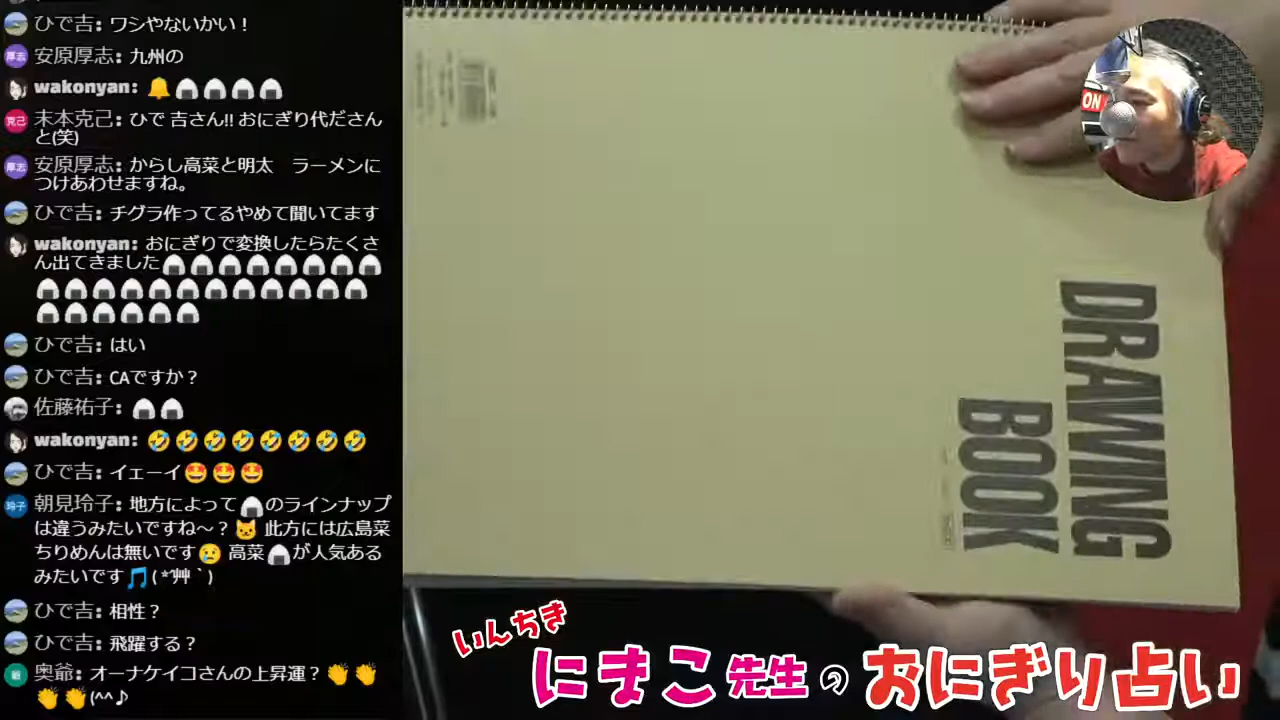 ひで吉: ワシやないかい！
安原厚志: 九州の
wakonyan: 🔔🍙🍙🍙🍙
末本克己: ひで 吉さん!! おにぎり代ださん
と(笑)
安原厚志: からし高菜と明太　ラーメンに
つけあわせますね。
ひで吉: チグラ作ってるやめて聞いてます
wakonyan: おにぎりで変換したらたくさ
ん出てきました🍙🍙🍙🍙🍙🍙🍙🍙
🍙🍙🍙🍙🍙🍙🍙🍙🍙🍙🍙🍙
🍙🍙🍙🍙🍙🍙
ひで吉: はい
ひで吉: CAですか？
佐藤祐子: 🍙🍙
wakonyan: 🤣🤣🤣🤣🤣🤣🤣🤣
ひで吉: イェーイ🤩🤩🤩
朝見玲子: 地方によって🍙のラインナップ
は違うみたいですね〜？🐱 此方には広島菜
ちりめんは無いです😢 高菜🍙が人気ある
みたいです🎵( *´艸｀)
ひで吉: 相性？
ひで吉: 飛躍する？
奥爺: オーナケイコさんの上昇運？👏👏
👏👏(^^♪
DRAWING
BOOK
ON
いんちき
にまこ先生のおにぎり占い